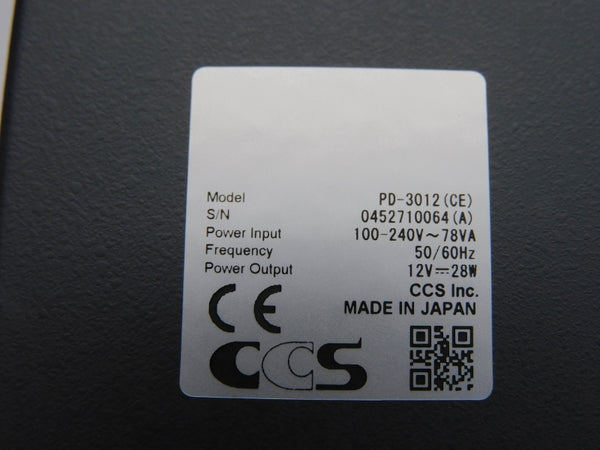 Model PD-3012(CE)
S/N 0452710064(A)
Power Input 100-240V～78VA
Frequency 50/60Hz
Power Output 12V⎓28W
CCS Inc.
MADE IN JAPAN
CE
CCS